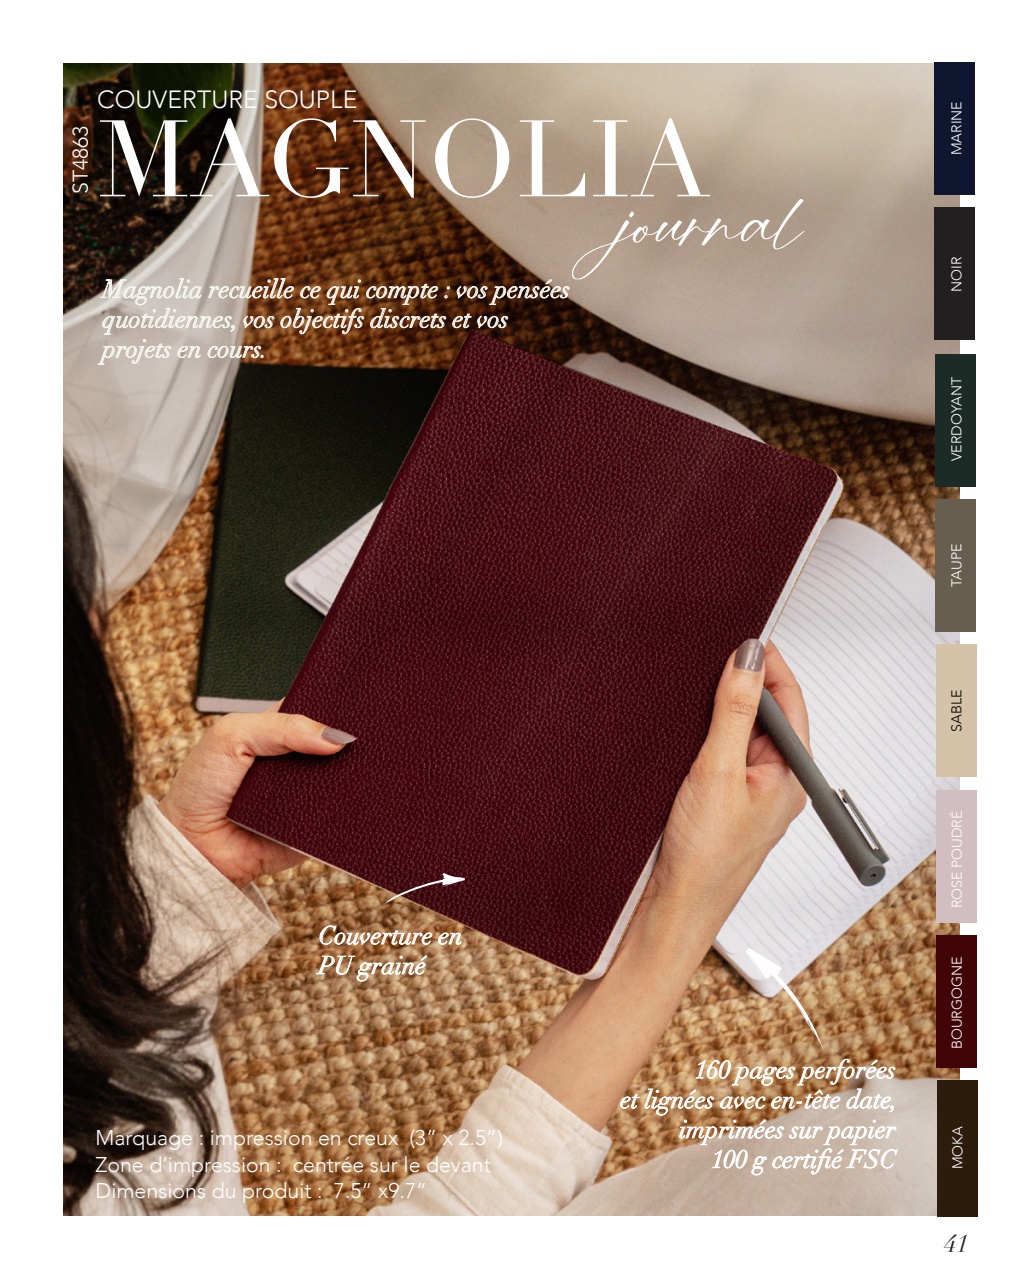 COUVERTURE SOUPLE
ST4863
MAGNOLIA
journal
Magnolia recueille ce qui compte : vos pensées
quotidiennes, vos objectifs discrets et vos
projets en cours.
Couverture en
PU grainé
160 pages perforées
et lignées avec en-tête date,
imprimées sur papier
100 g certifié FSC
Marquage : impression en creux (3” x 2.5”)
Zone d’impression : centrée sur le devant
Dimensions du produit : 7.5” x9.7”
MARINE
NOIR
VERDOYANT
TAUPE
SABLE
ROSE POUDRÉ
BOURGOGNE
MOKA
41